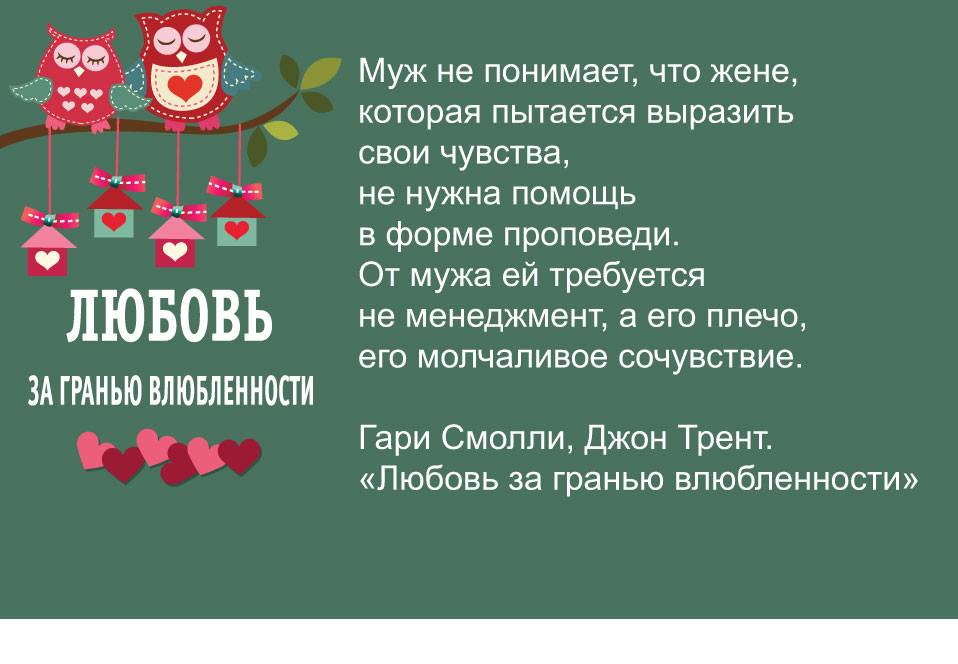 ЛЮБОВЬ
ЗА ГРАНЬЮ ВЛЮБЛЕННОСТИ
Муж не понимает, что жене,
которая пытается выразить
свои чувства,
не нужна помощь
в форме проповеди.
От мужа ей требуется
не менеджмент, а его плечо,
его молчаливое сочувствие.
Гари Смолли, Джон Трент.
«Любовь за гранью влюбленности»